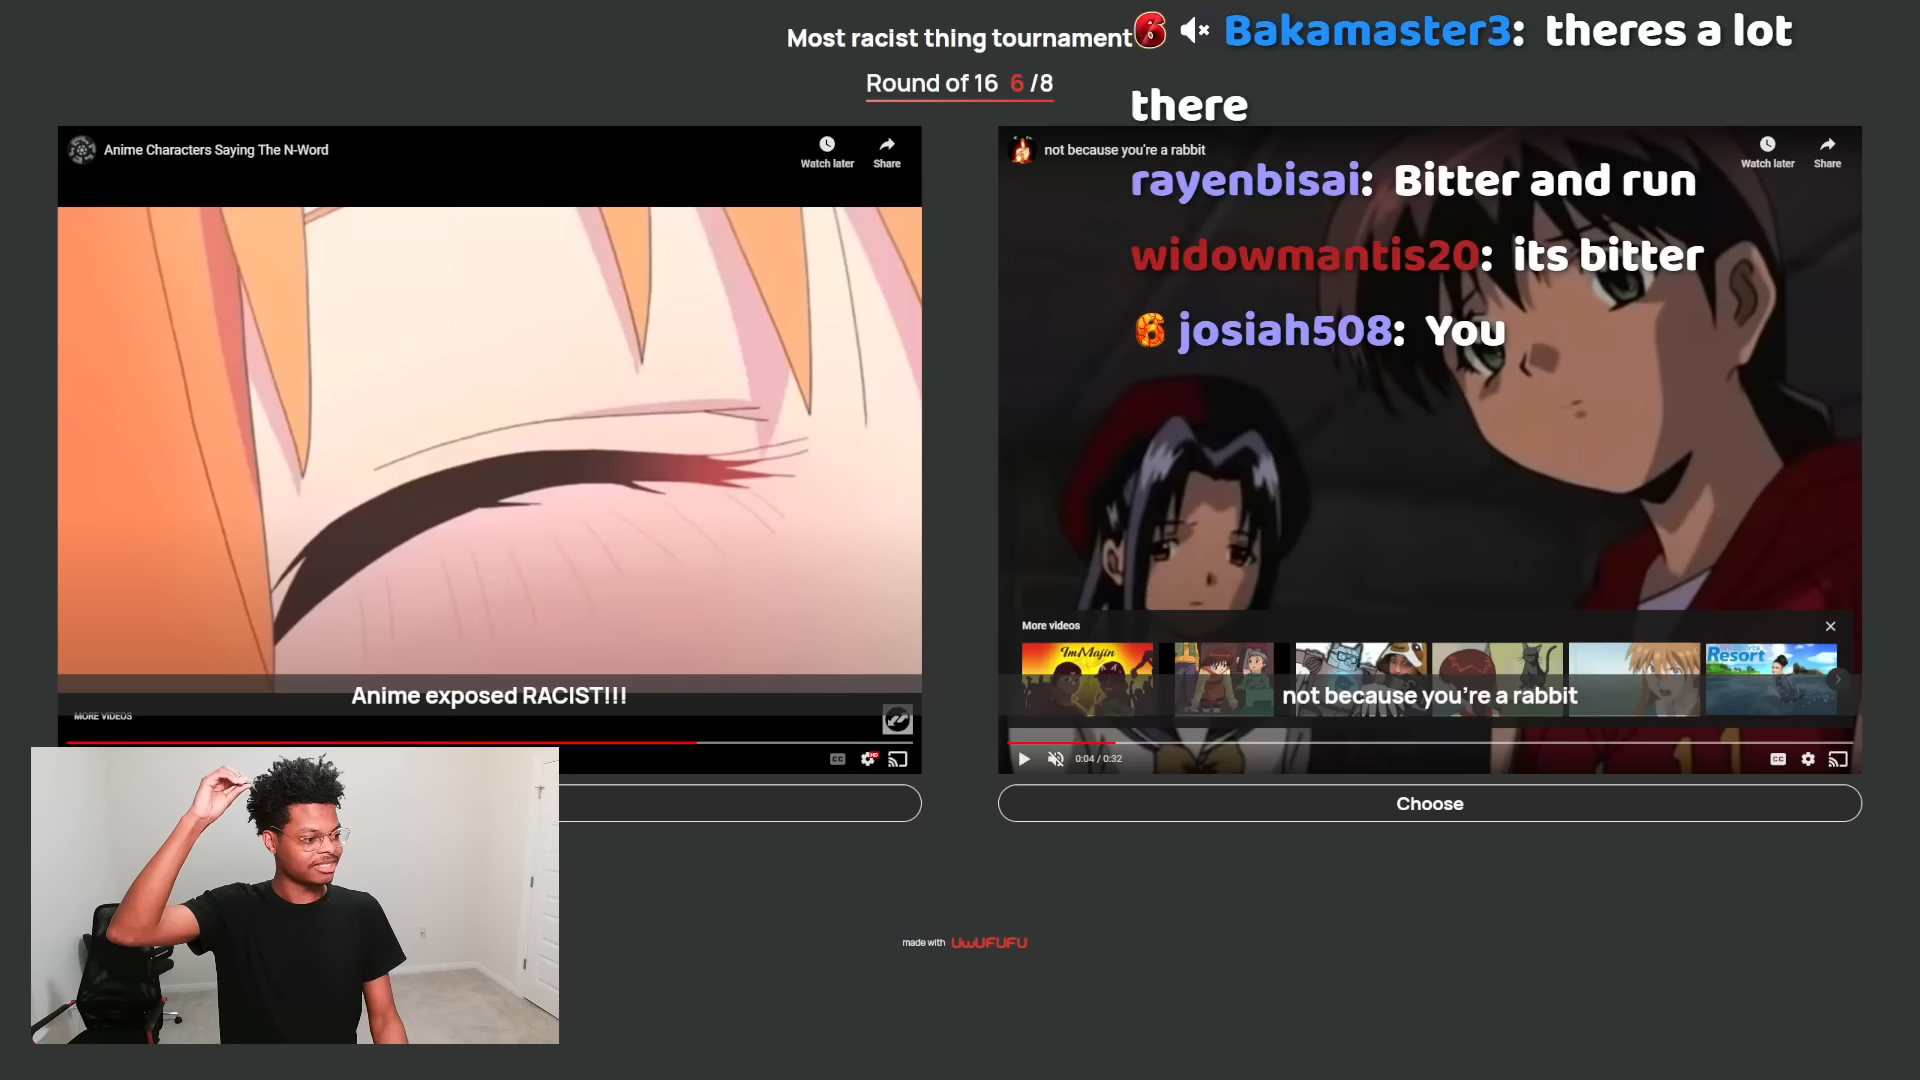 Most racist thing tournament
Round of 16 6 /8
Bakamaster3: theres a lot
there
rayenbisai: Bitter and run
widowmantis20: its bitter
josiah508: You
Anime Characters Saying The N-Word
Watch later
Share
Anime exposed RACIST!!!
MORE VIDEOS
CC
HD
not because you're a rabbit
Watch later
Share
More videos
ImMajin
Resort
not because you're a rabbit
0:04 / 0:32
CC
Choose
made with UwUFUFU